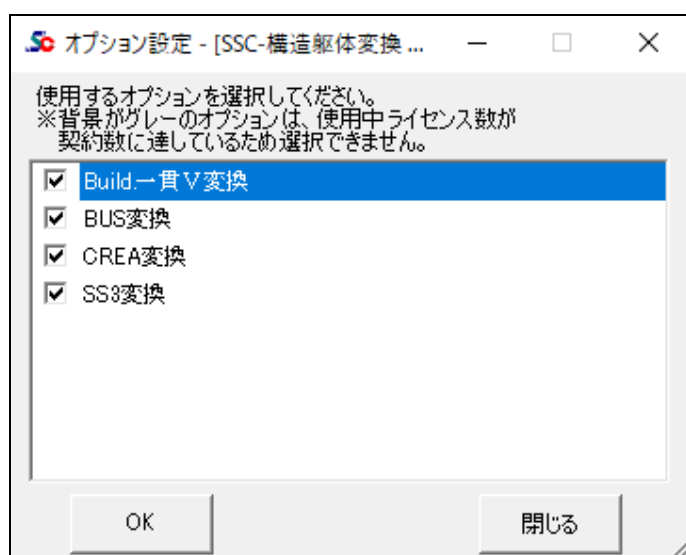 Sc オプション設定 - [SSC-構造躯体変換 ...
使用するオプションを選択してください。
※背景がグレーのオプションは、使用中ライセンス数が
契約数に達しているため選択できません。
Build.一貫Ⅴ変換
BUS変換
CREA変換
SS3変換
OK
閉じる